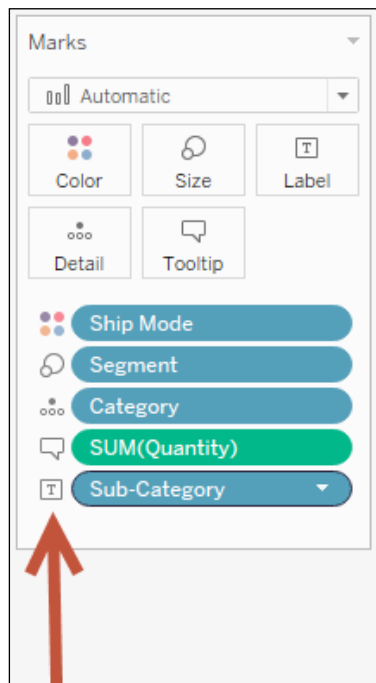 Marks
Automatic
Color Size Label
Detail Tooltip
Ship Mode
Segment
Category
SUM(Quantity)
T Sub-Category